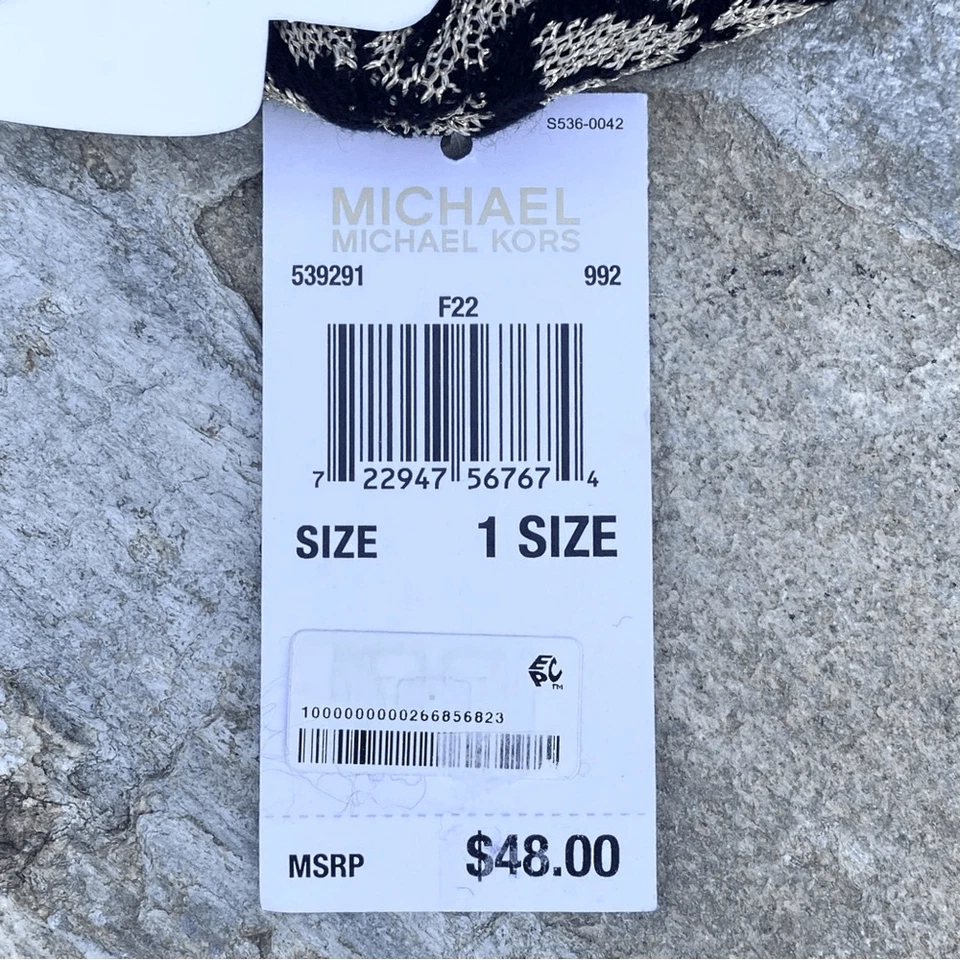 S536-0042
MICHAEL
MICHAEL KORS
539291 992
F22
7 22947 56767 4
SIZE 1 SIZE
EPC TM
1000000000266856823
MSRP $48.00